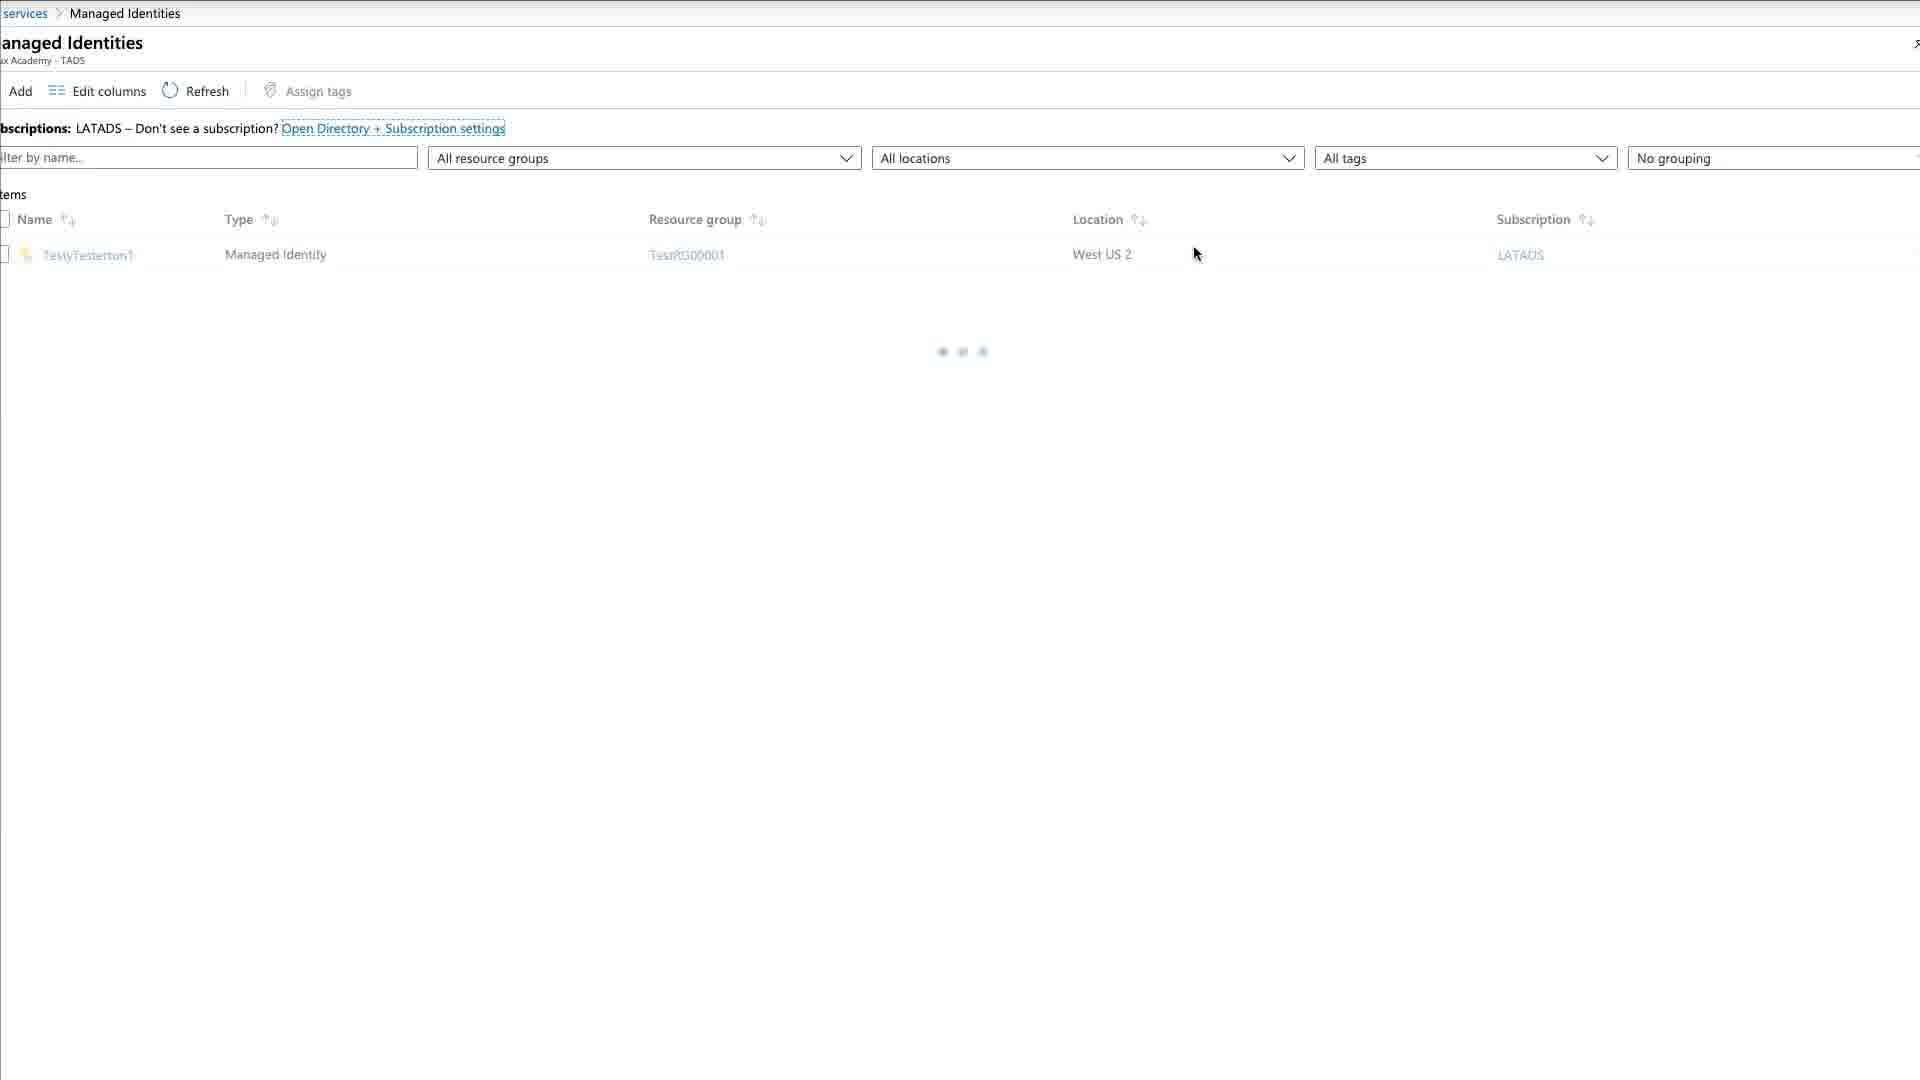 services > Managed Identities
anaged Identities
ux Academy - TADS
Add Edit columns Refresh Assign tags
bscriptions: LATADS – Don't see a subscription? Open Directory + Subscription settings
ilter by name... All resource groups All locations All tags No grouping
tems
Name Type Resource group Location Subscription
TestyTesterton1 Managed Identity TestRG00001 West US 2 LATADS